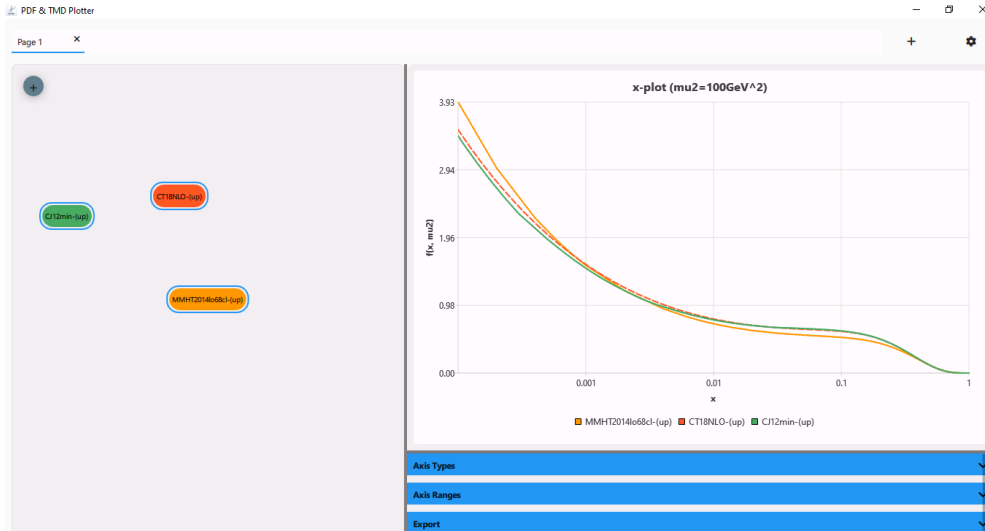 PDF & TMD Plotter
Page 1
CT18NLO-(up)
CJ12min-(up)
MMHT2014lo68cl-(up)
x-plot (mu2=100GeV^2)
f(x, mu2)
3.93
2.94
1.96
0.98
0.00
0.001 0.01 0.1 1
x
MMHT2014lo68cl-(up) CT18NLO-(up) CJ12min-(up)
Axis Types
Axis Ranges
Export